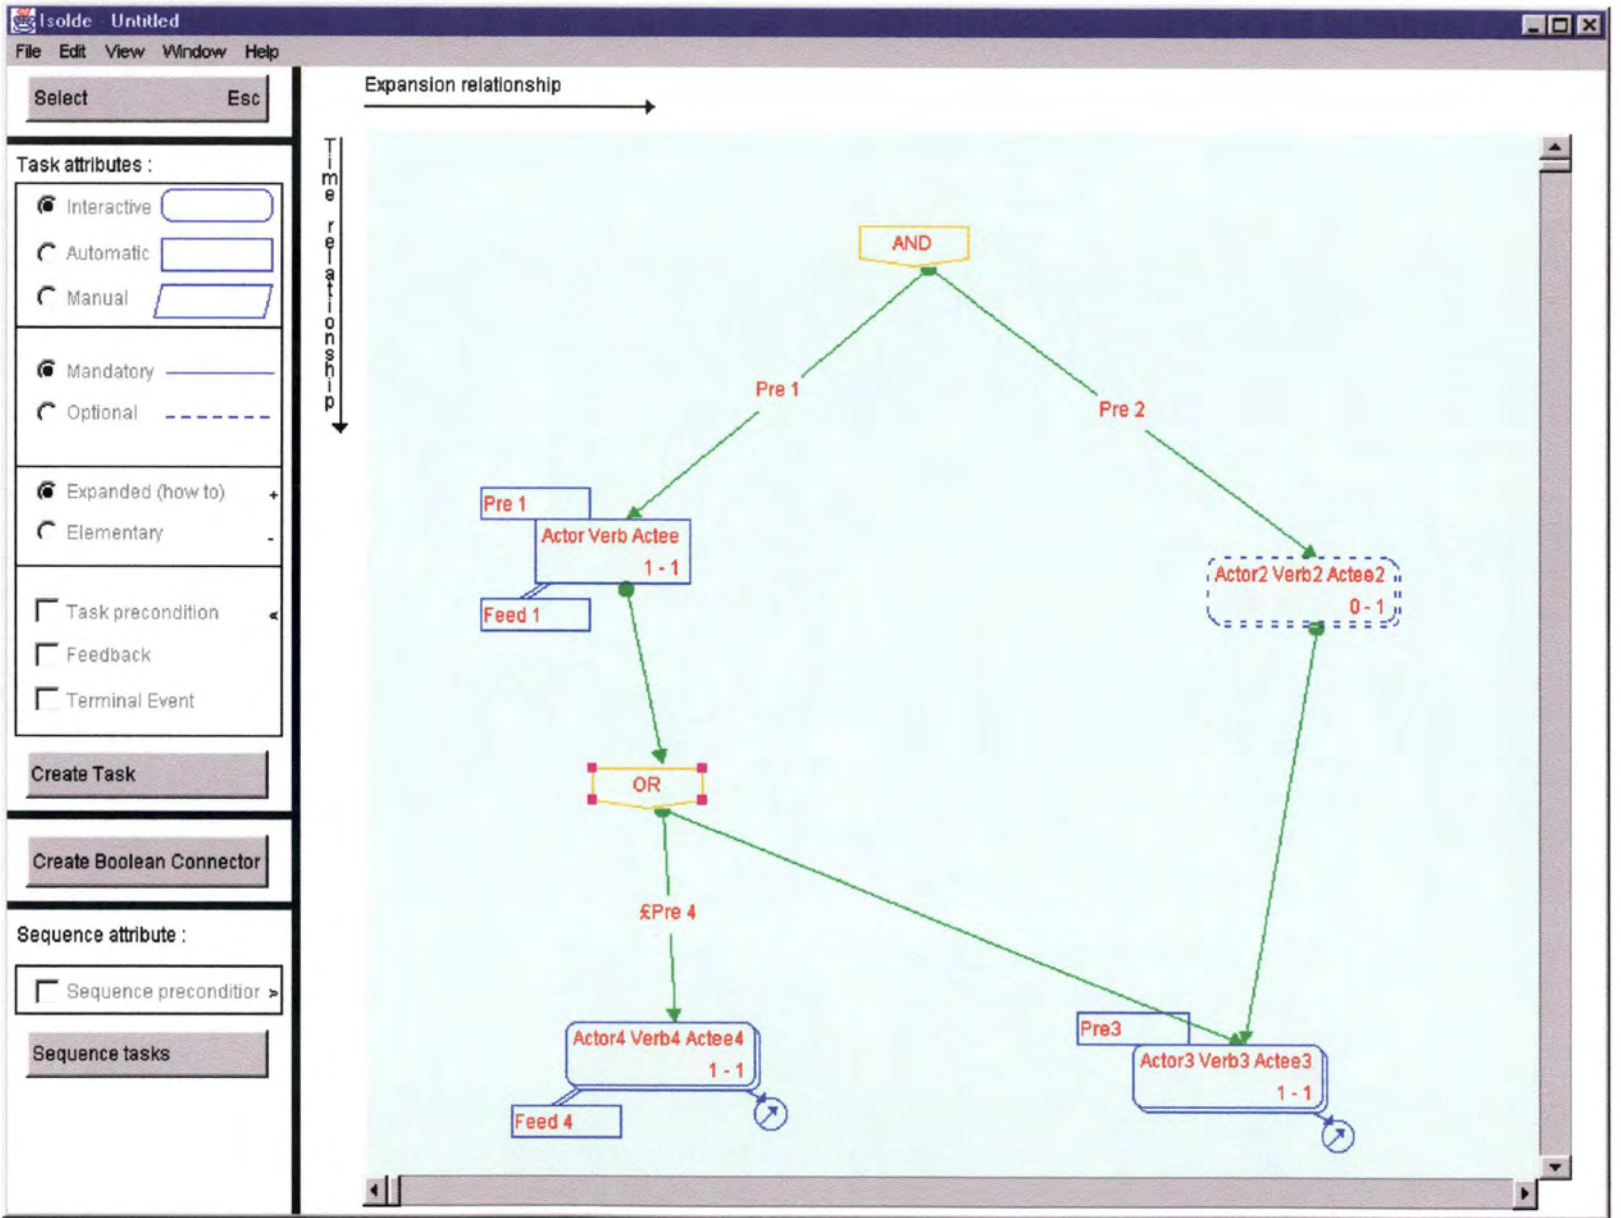 Isolde - Untitled
File Edit View Window Help
Select Esc
Task attributes :
Interactive
Automatic
Manual
Mandatory
Optional
Expanded (how to) +
Elementary -
Task precondition <
Feedback
Terminal Event
Create Task
Create Boolean Connector
Sequence attribute :
Sequence preconditior >
Sequence tasks
Expansion relationship
Time relationship
AND
Pre 1
Pre 2
Pre 1
Actor Verb Actee
1 - 1
Feed 1
Actor2 Verb2 Actee2
0 - 1
OR
£Pre 4
Actor4 Verb4 Actee4
1 - 1
Feed 4
Pre3
Actor3 Verb3 Actee3
1 - 1